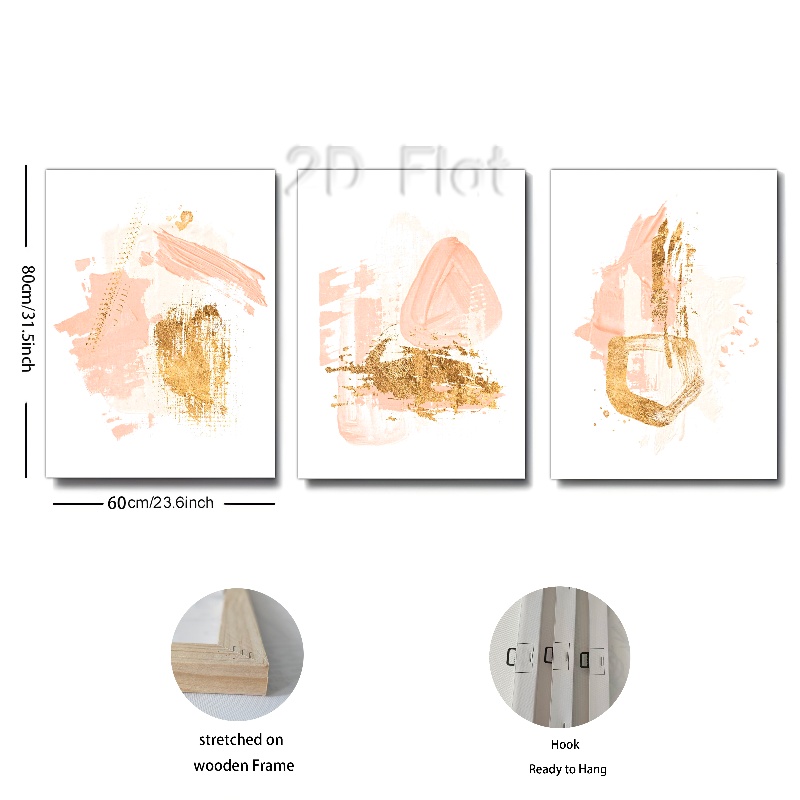 2D Flat
80cm/31.5inch
60cm/23.6inch
stretched on
wooden Frame
Hook
Ready to Hang